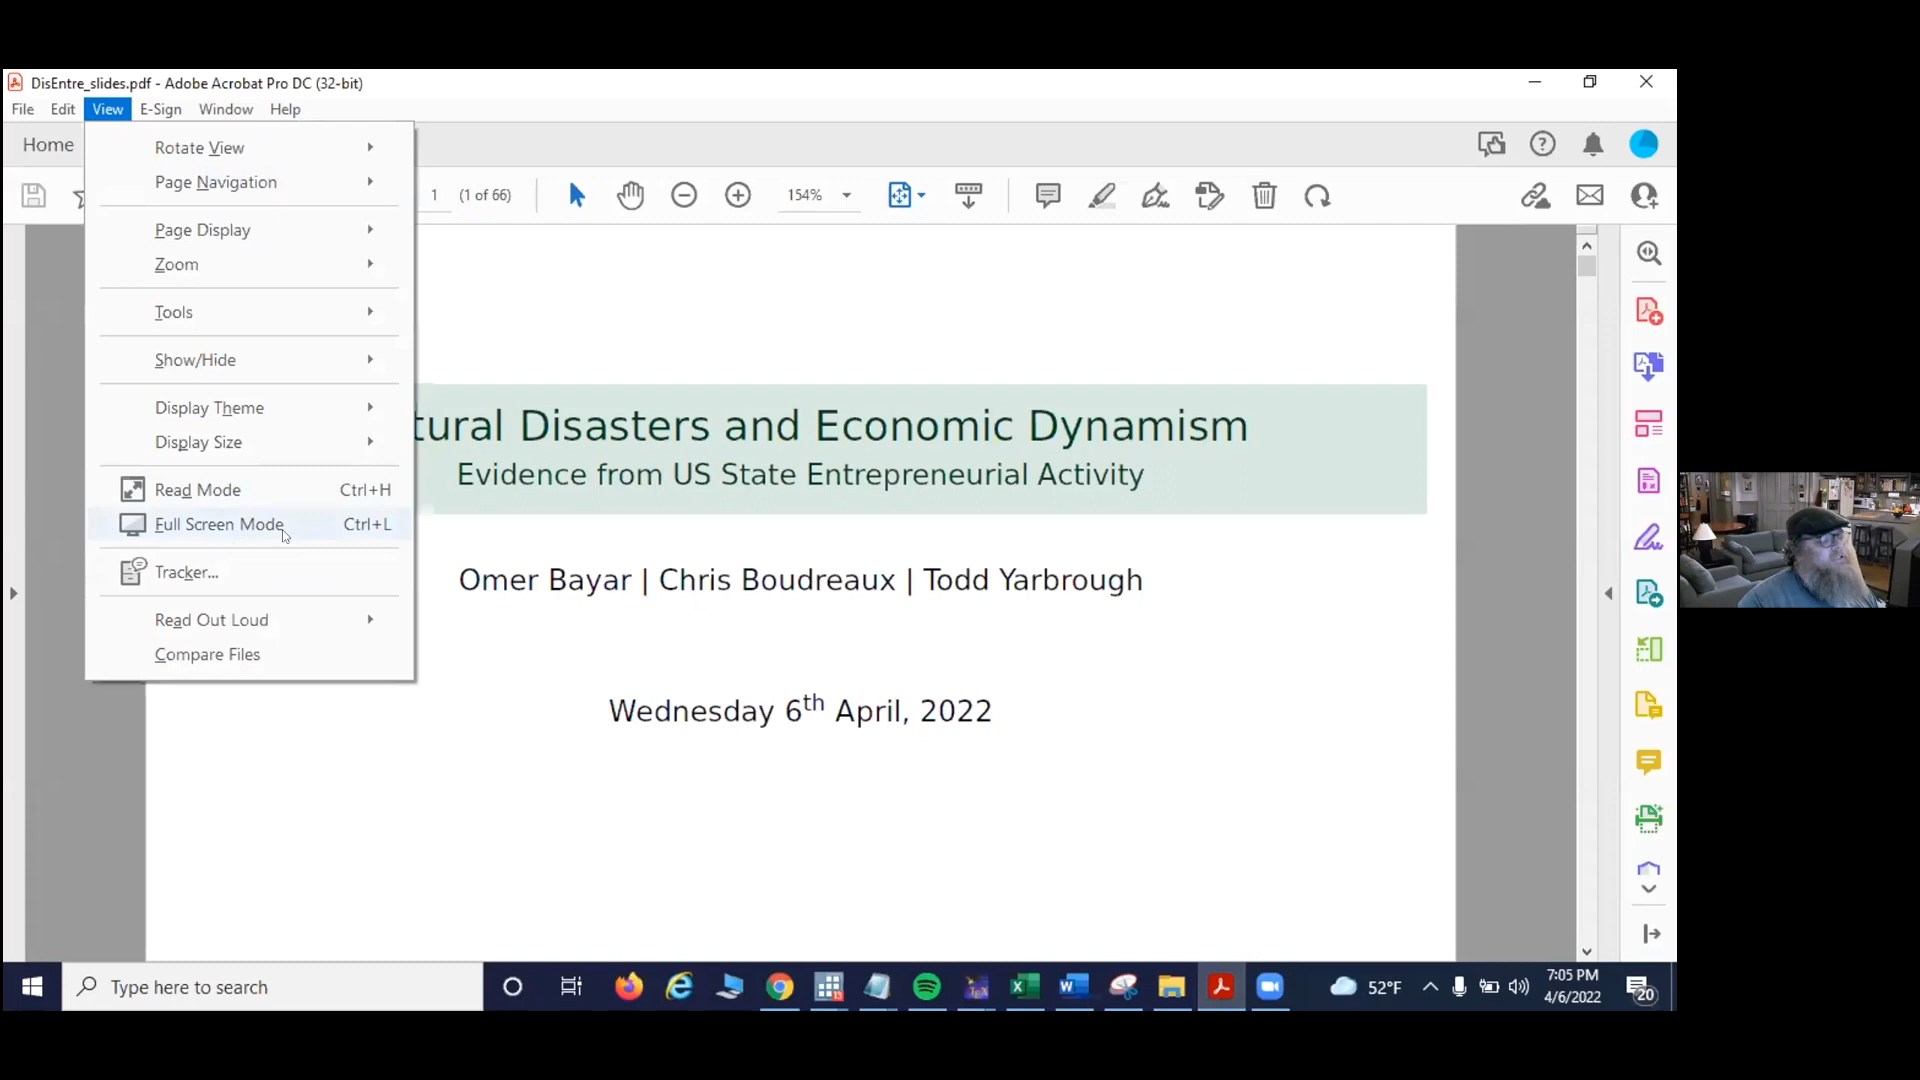 DisEntre_slides.pdf - Adobe Acrobat Pro DC (32-bit)
File Edit View E-Sign Window Help
Home
1 (1 of 66) 154%
Rotate View
Page Navigation
Page Display
Zoom
Tools
Show/Hide
Display Theme
Display Size
Read Mode Ctrl+H
Full Screen Mode Ctrl+L
Tracker...
Read Out Loud
Compare Files
tural Disasters and Economic Dynamism
Evidence from US State Entrepreneurial Activity
Omer Bayar | Chris Boudreaux | Todd Yarbrough
Wednesday 6th April, 2022
Type here to search
52°F
7:05 PM
4/6/2022
20